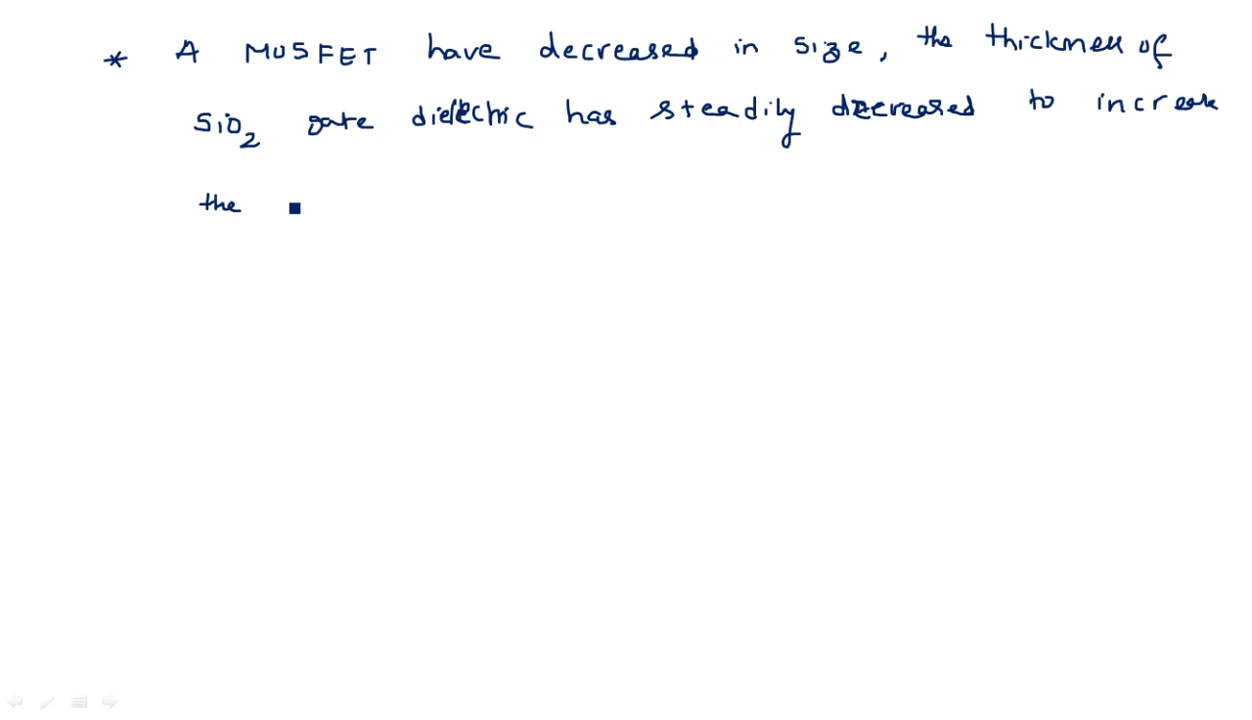 * A MOSFET have decreased in size, the thickness of
SiO2 gate dielectric has steadily decreased to increase
the